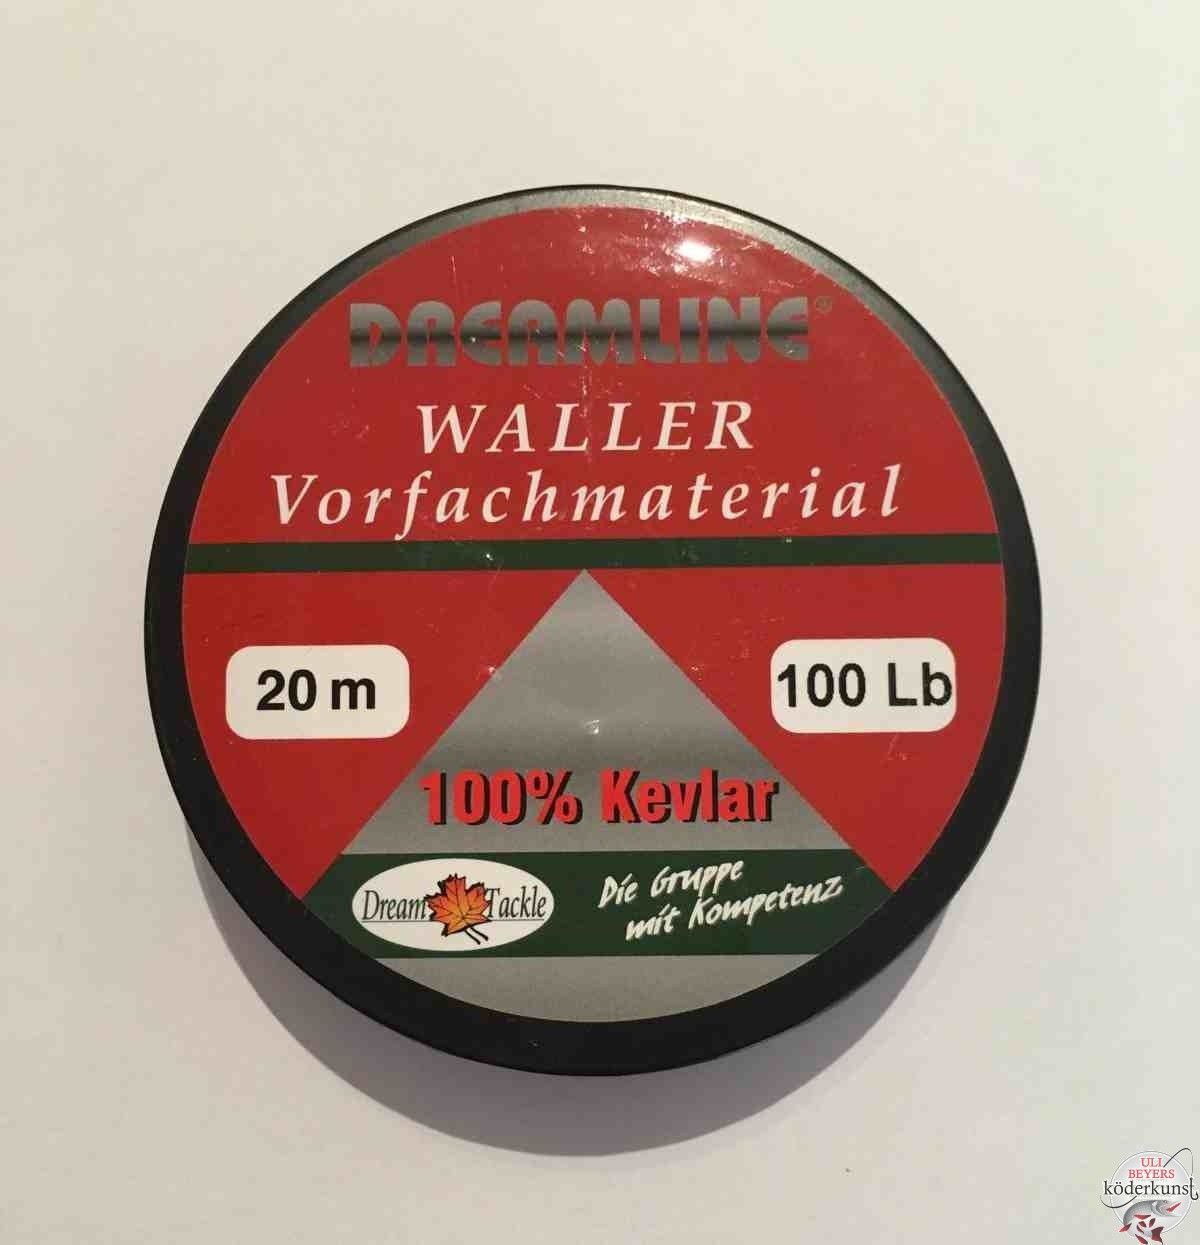 DREAMLINE®
WALLER
Vorfachmaterial
20 m
100 Lb
100% Kevlar
Dream Tackle
Die Gruppe
mit Kompetenz
ULI
BEYERS
köderkunst